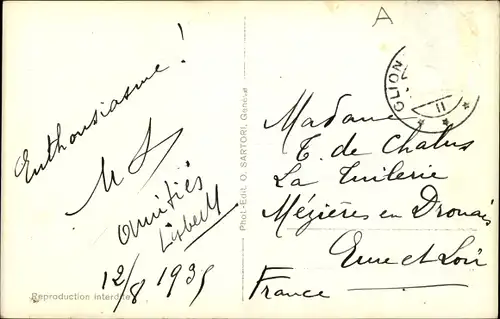 A
Enthousiasme!
Amitiés
12/8 1935
Reproduction interdite
Phot.-Edit. O. SARTORI, Genève
GLION
II
Madame
T. de Chalus
La Tuilerie
Mézières en Drouais
Eure et Loir
France